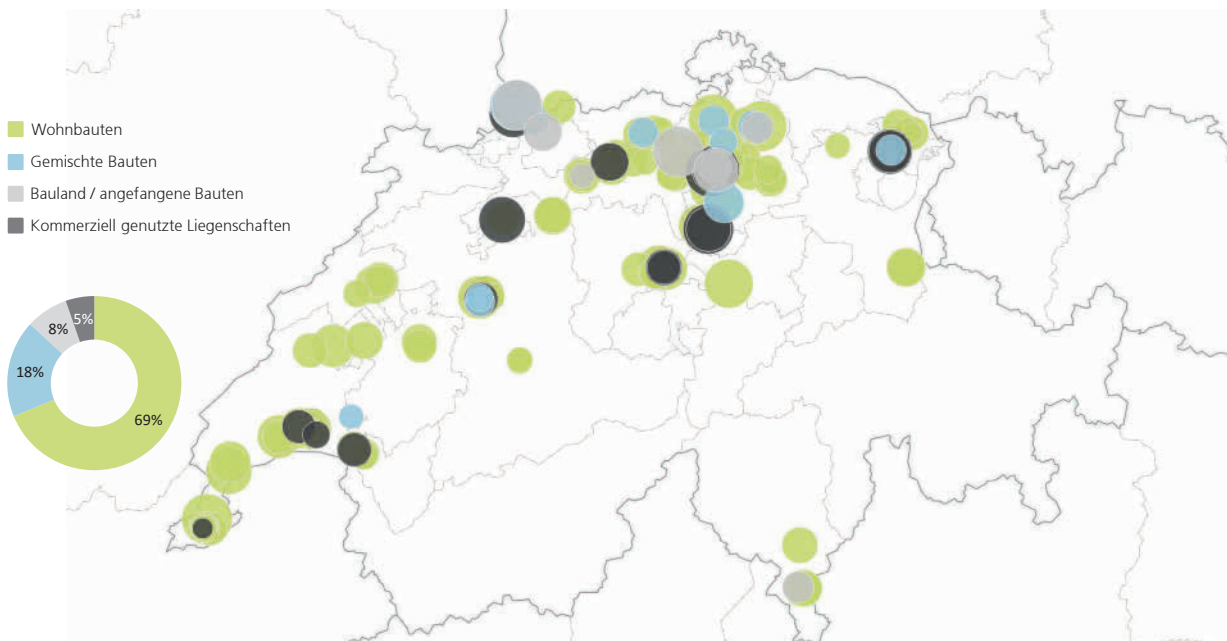 Wohnbauten
Gemischte Bauten
Bauland / angefangene Bauten
Kommerziell genutzte Liegenschaften
5%
8%
18%
69%